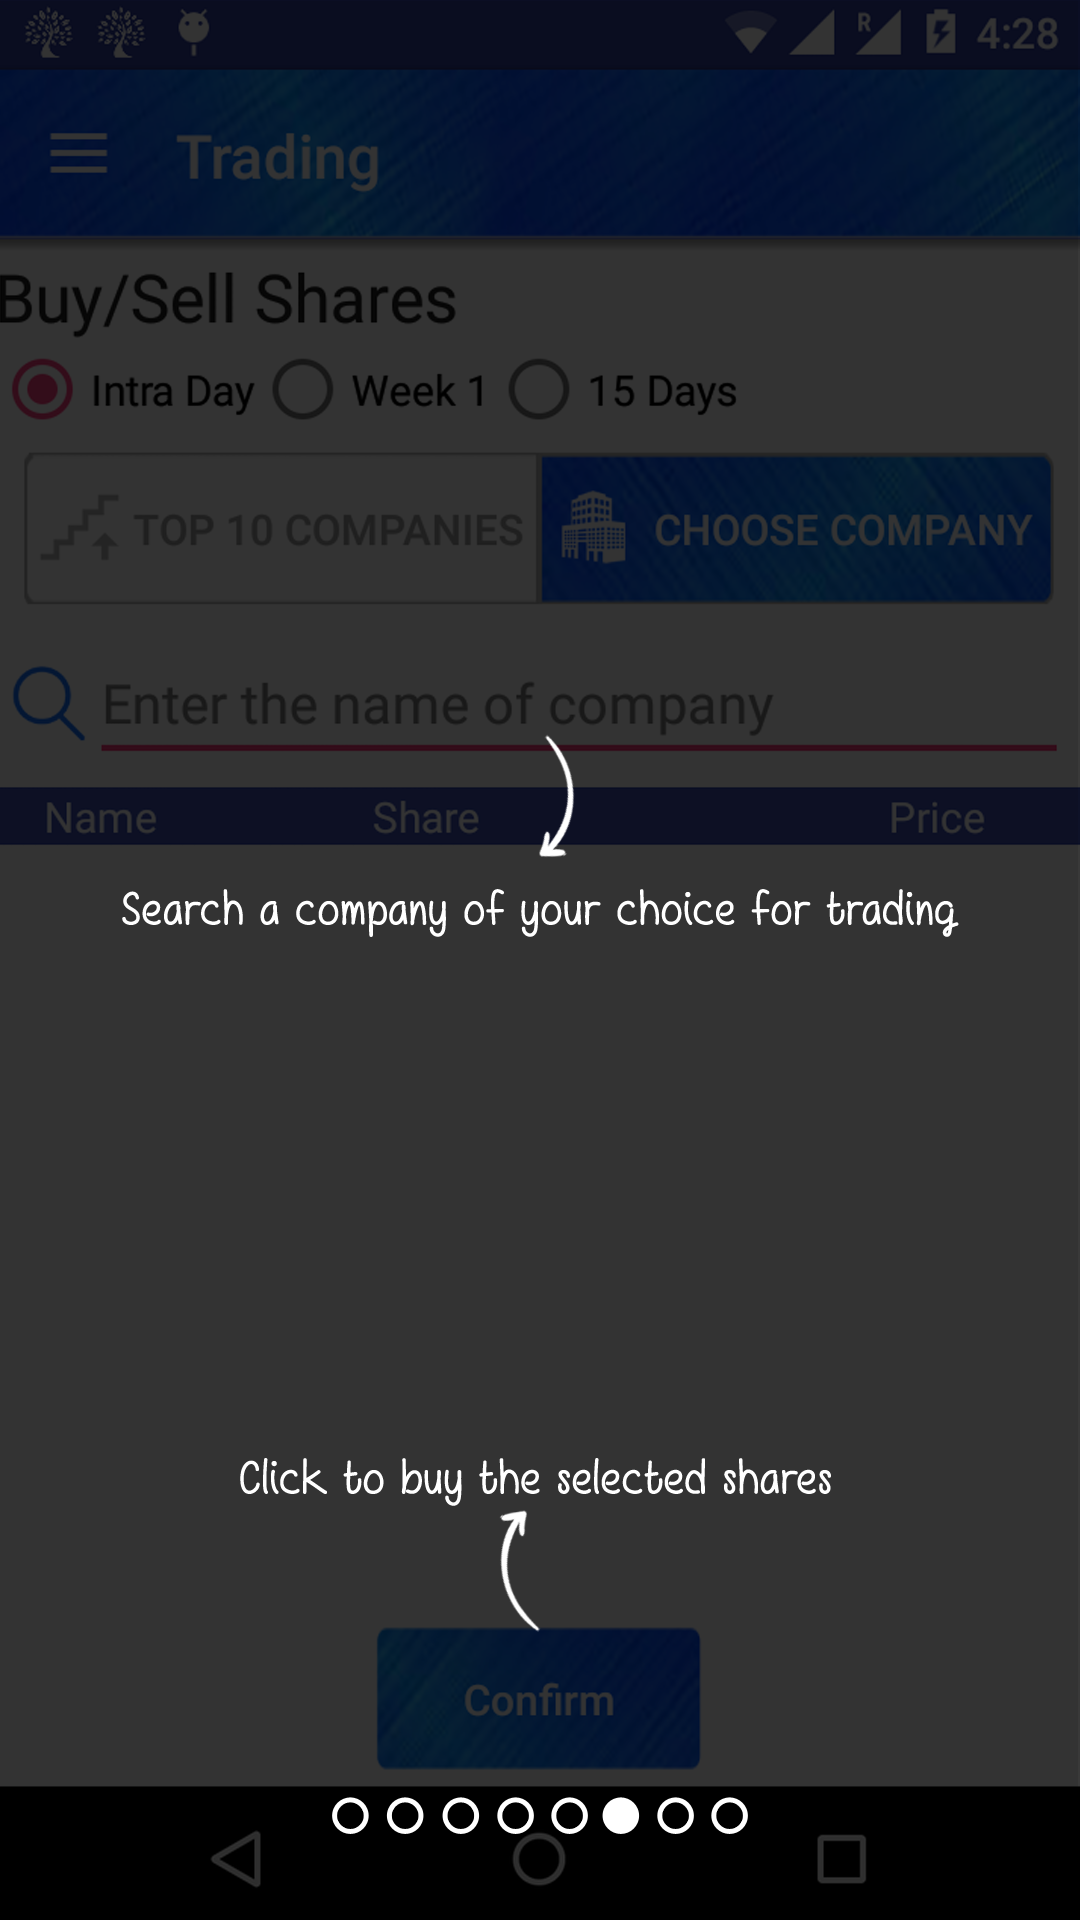 R 4:28
Trading
Buy/Sell Shares
Intra Day Week 1 15 Days
TOP 10 COMPANIES CHOOSE COMPANY
Enter the name of company
Name Share Price
Search a company of your choice for trading
Click to buy the selected shares
Confirm